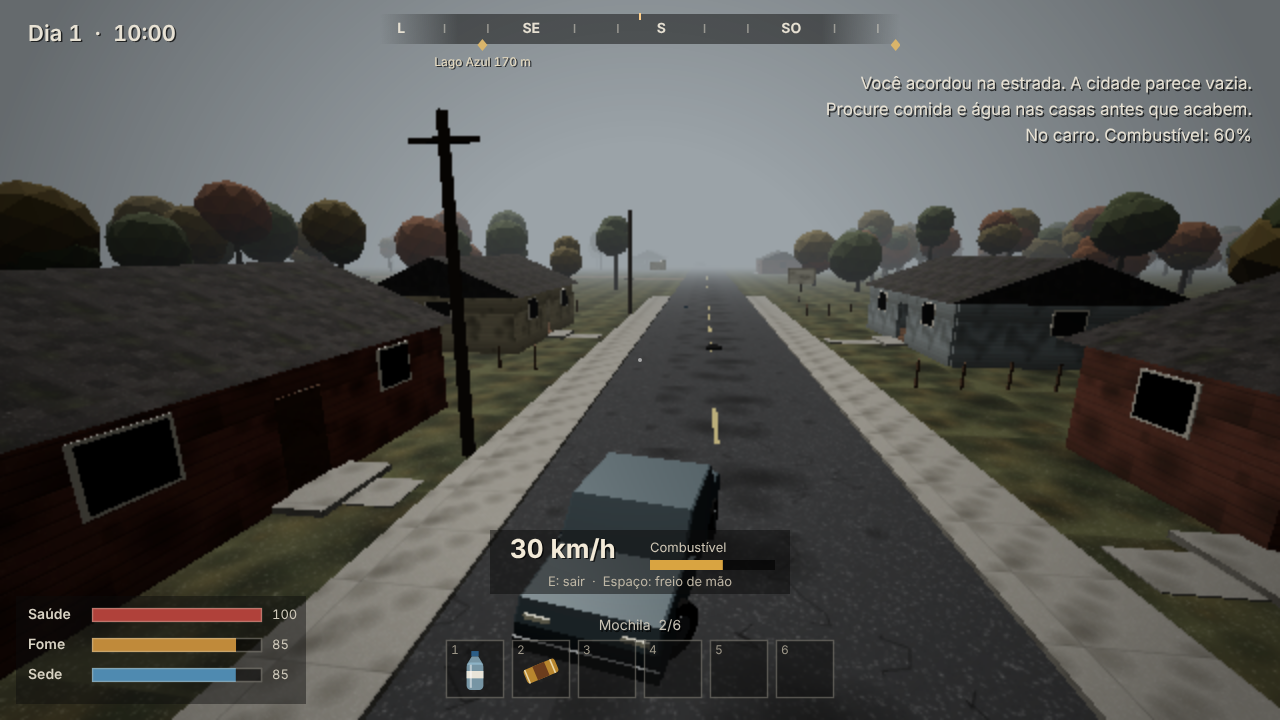 Dia 1 · 10:00
L SE S SO
Lago Azul 170 m
Você acordou na estrada. A cidade parece vazia.
Procure comida e água nas casas antes que acabem.
No carro. Combustível: 60%
30 km/h
Combustível
E: sair · Espaço: freio de mão
Saúde 100
Fome 85
Sede 85
Mochila 2/6
1 2 3 4 5 6